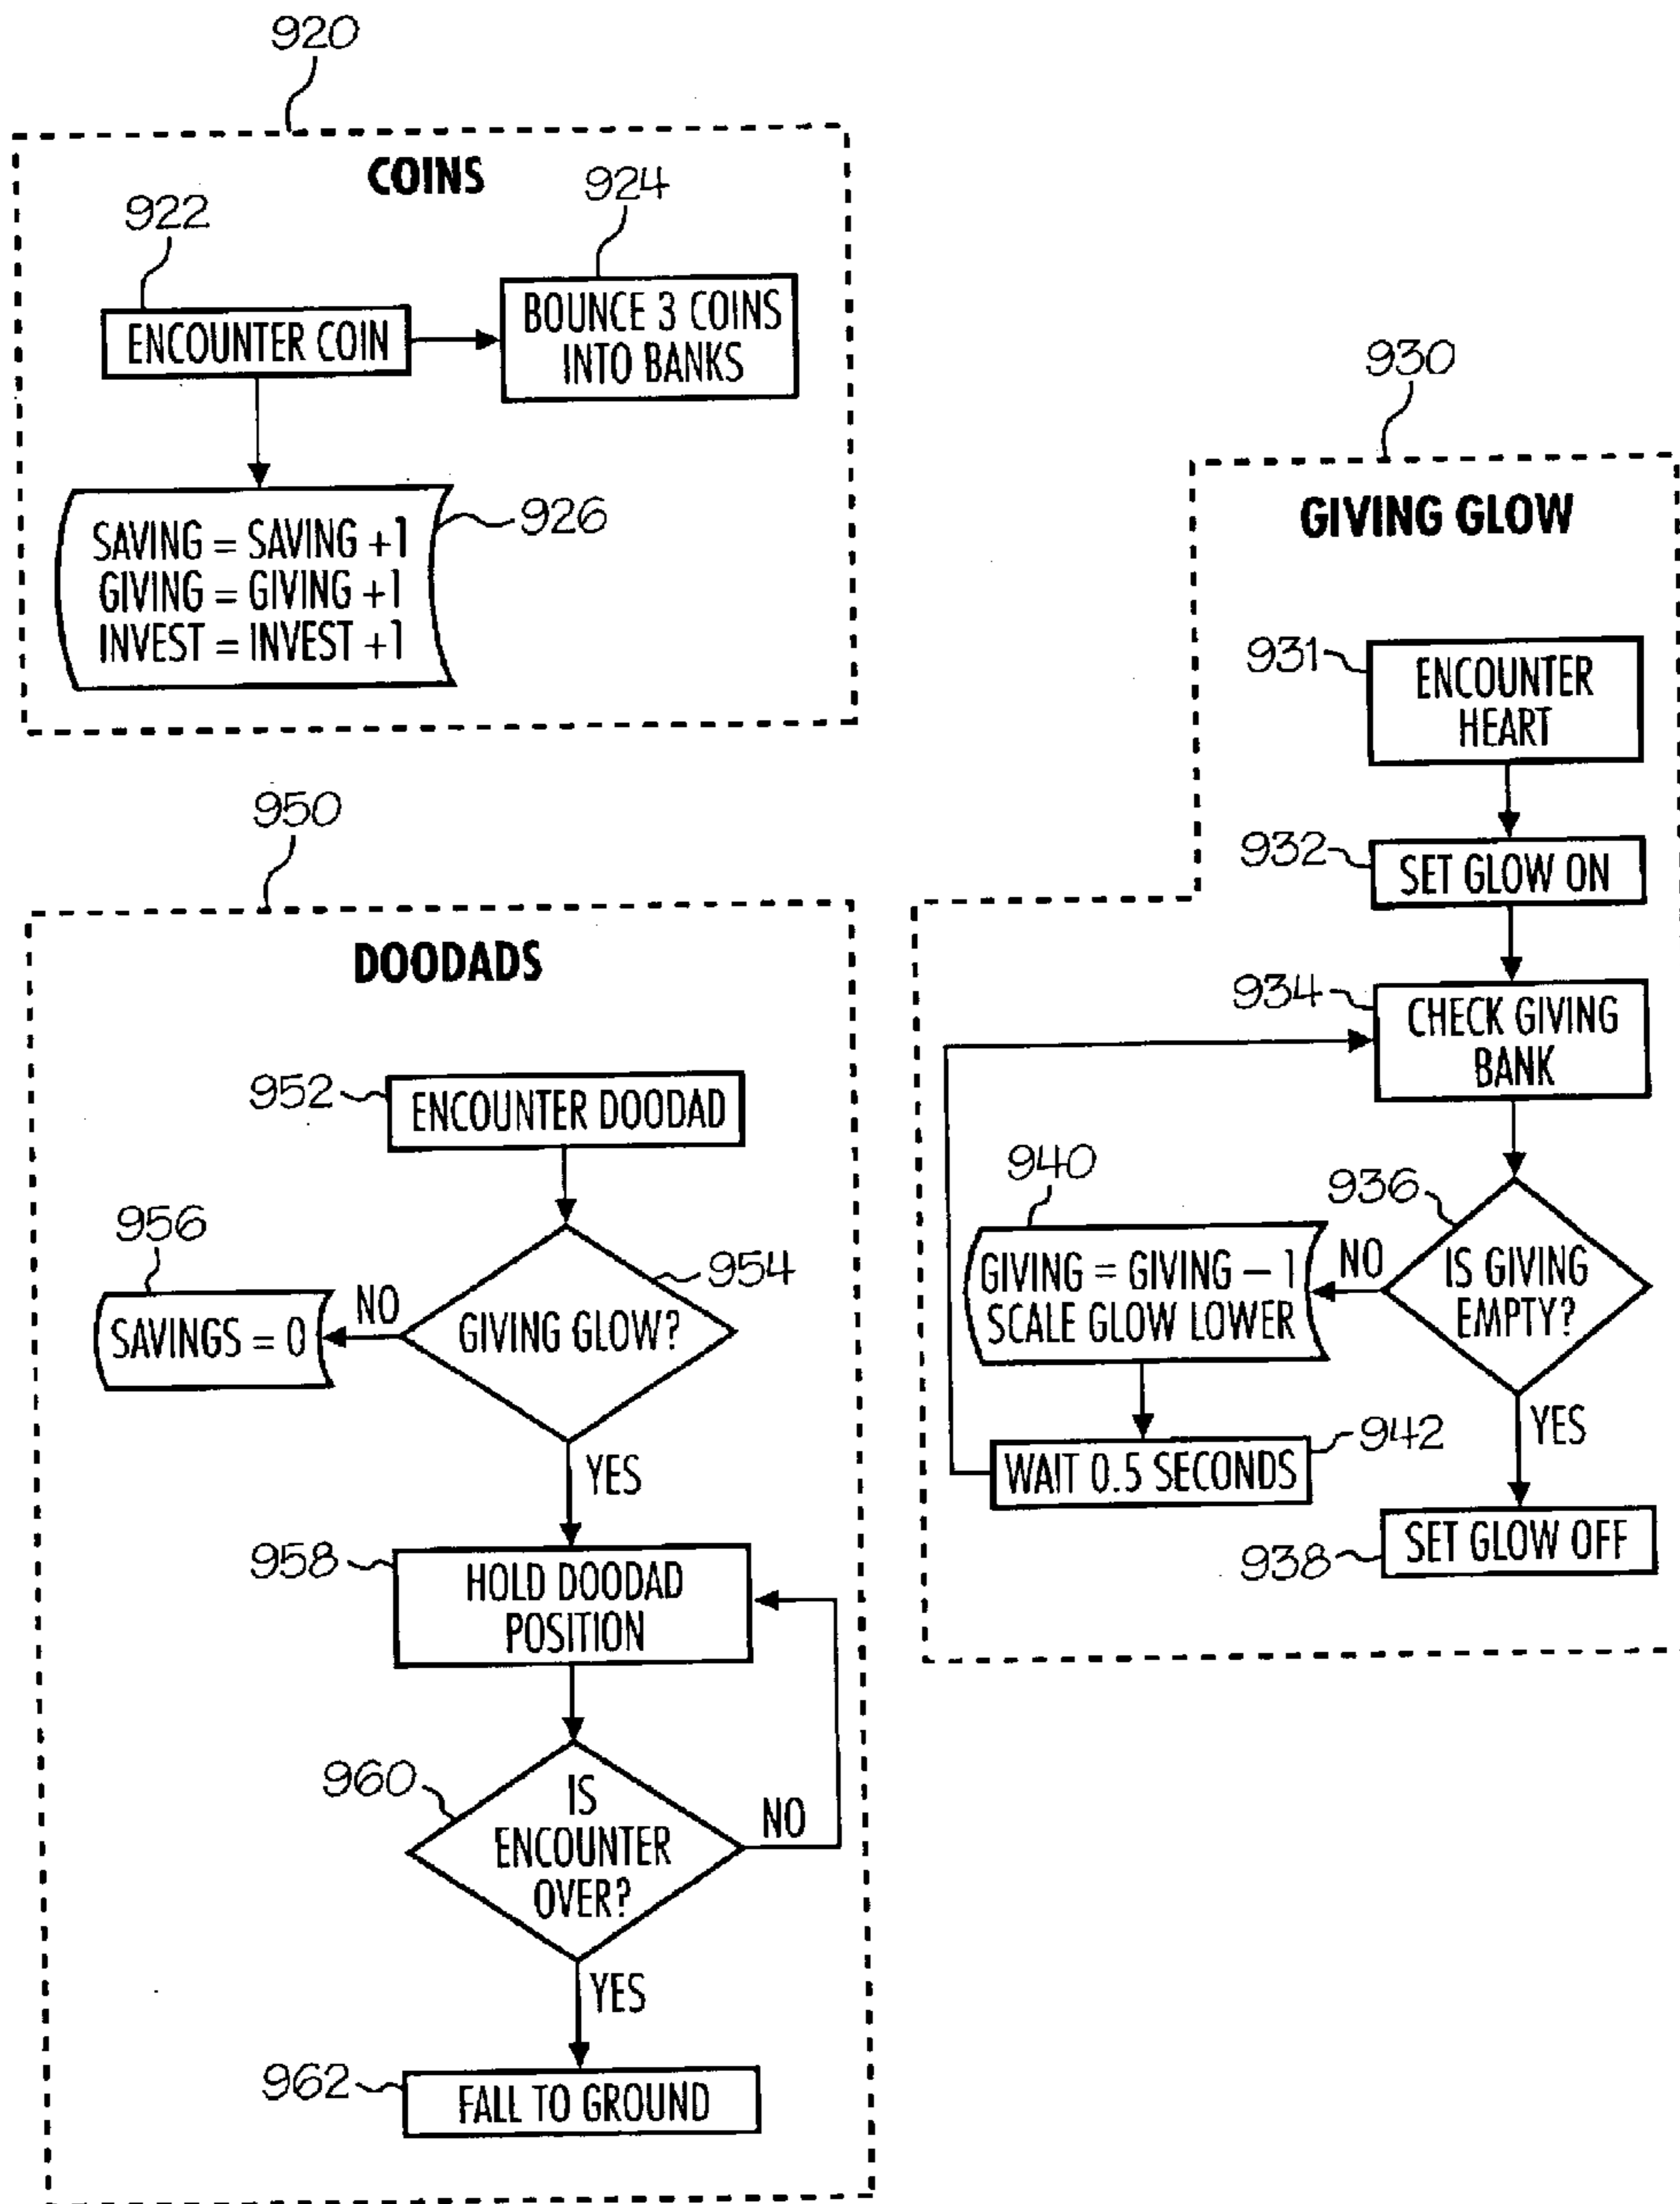 920
COINS
922
924
ENCOUNTER COIN
BOUNCE 3 COINS
INTO BANKS
926
SAVING = SAVING +1
GIVING = GIVING +1
INVEST = INVEST +1
930
GIVING GLOW
931
ENCOUNTER
HEART
932
SET GLOW ON
934
CHECK GIVING
BANK
936
IS GIVING
EMPTY?
NO
940
GIVING = GIVING – 1
SCALE GLOW LOWER
942
WAIT 0.5 SECONDS
YES
938
SET GLOW OFF
950
DOODADS
952
ENCOUNTER DOODAD
954
GIVING GLOW?
NO
956
SAVINGS = 0
YES
958
HOLD DOODAD
POSITION
960
IS
ENCOUNTER
OVER?
NO
YES
962
FALL TO GROUND